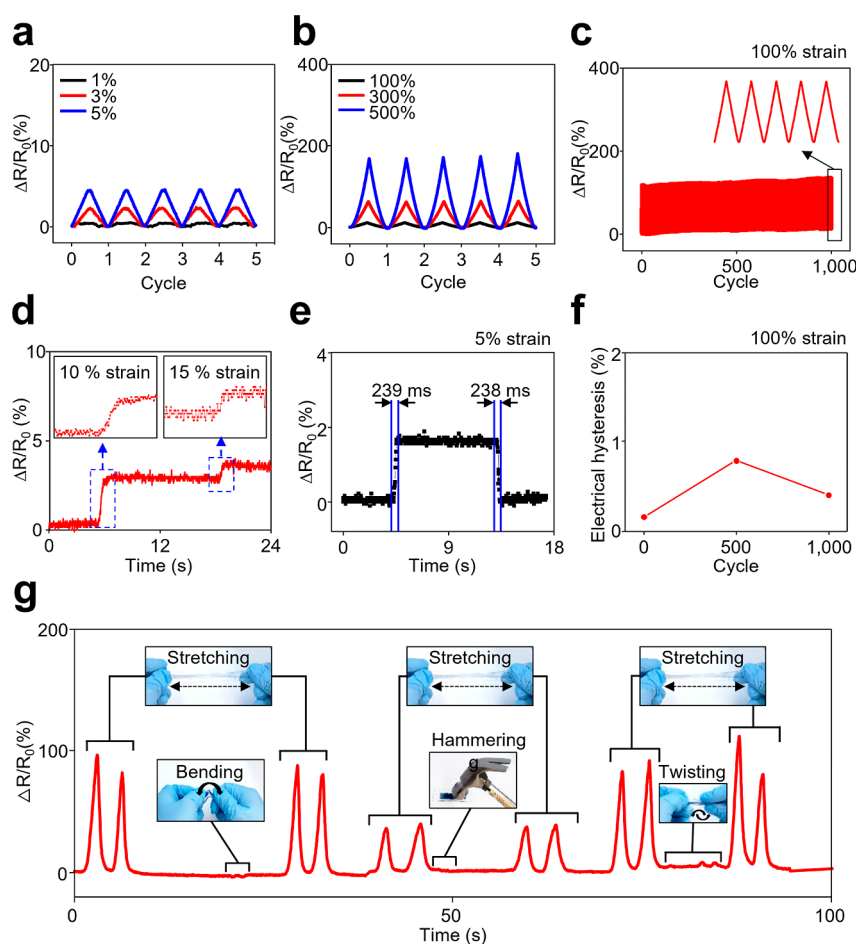 a
20
1%
3%
5%
10
0
ΔR/R0(%)
0 1 2 3 4 5
Cycle
b
400
100%
300%
500%
200
0
ΔR/R0(%)
0 1 2 3 4 5
Cycle
c
100% strain
400
200
0
ΔR/R0(%)
0 500 1,000
Cycle
d
10
10 % strain
15 % strain
5
0
ΔR/R0 (%)
0 12 24
Time (s)
e
5% strain
4
239 ms
238 ms
2
0
ΔR/R0 (%)
0 9 18
Time (s)
f
100% strain
2
1
0
Electrical hysteresis (%)
0 500 1,000
Cycle
g
200
Stretching
Stretching
Stretching
Hammering
g
100
Bending
Twisting
0
ΔR/R0(%)
0 50 100
Time (s)